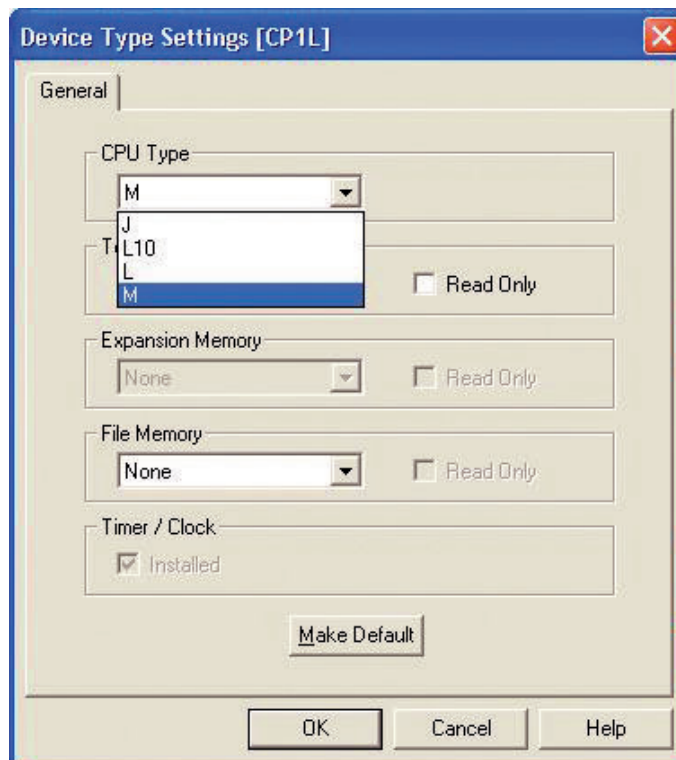 Device Type Settings [CP1L]
General
CPU Type
M
J
L10
L
M
Read Only
Expansion Memory
None
Read Only
File Memory
None
Read Only
Timer / Clock
Installed
Make Default
OK
Cancel
Help